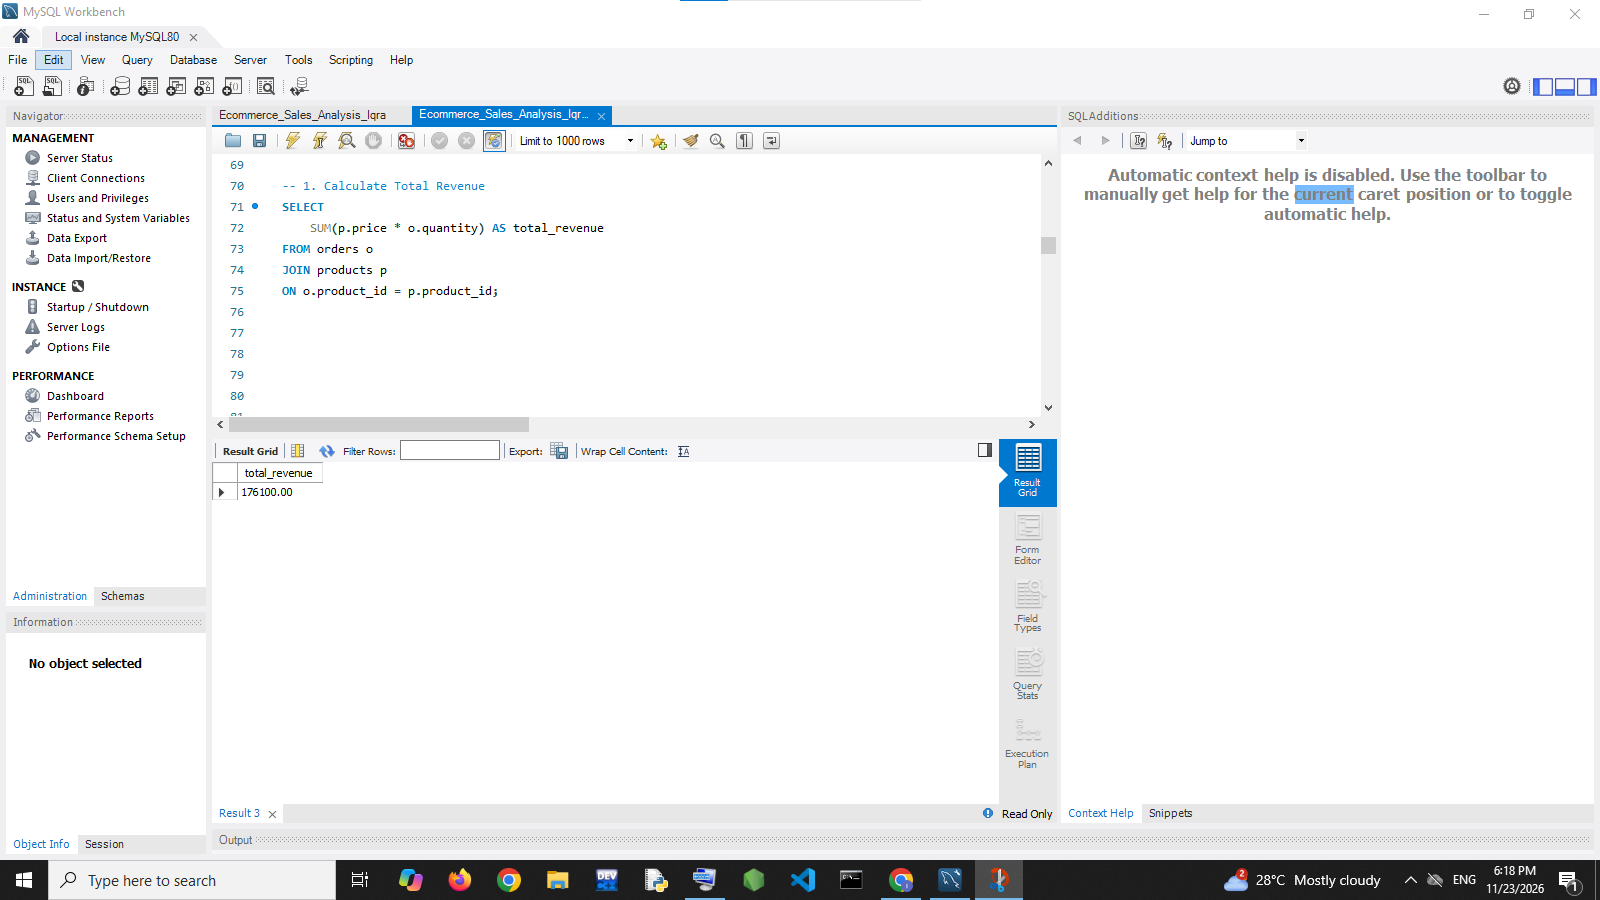 MySQL Workbench
Local instance MySQL80
File Edit View Query Database Server Tools Scripting Help
Navigator
MANAGEMENT
Server Status
Client Connections
Users and Privileges
Status and System Variables
Data Export
Data Import/Restore
INSTANCE
Startup / Shutdown
Server Logs
Options File
PERFORMANCE
Dashboard
Performance Reports
Performance Schema Setup
Administration Schemas
Information
No object selected
Object Info Session
Ecommerce_Sales_Analysis_Iqra Ecommerce_Sales_Analysis_Iqr...
Limit to 1000 rows
69
70 -- 1. Calculate Total Revenue
71 SELECT
72 SUM(p.price * o.quantity) AS total_revenue
73 FROM orders o
74 JOIN products p
75 ON o.product_id = p.product_id;
76
77
78
79
80
81
Result Grid Filter Rows: Export: Wrap Cell Content:
total_revenue
176100.00
Result
Grid
Form
Editor
Field
Types
Query
Stats
Execution
Plan
Result 3 Read Only
Output
SQLAdditions
Jump to
Automatic context help is disabled. Use the toolbar to
manually get help for the current caret position or to toggle
automatic help.
Context Help Snippets
Type here to search
DEV
2
28°C Mostly cloudy
ENG
6:18 PM
11/23/2026
1